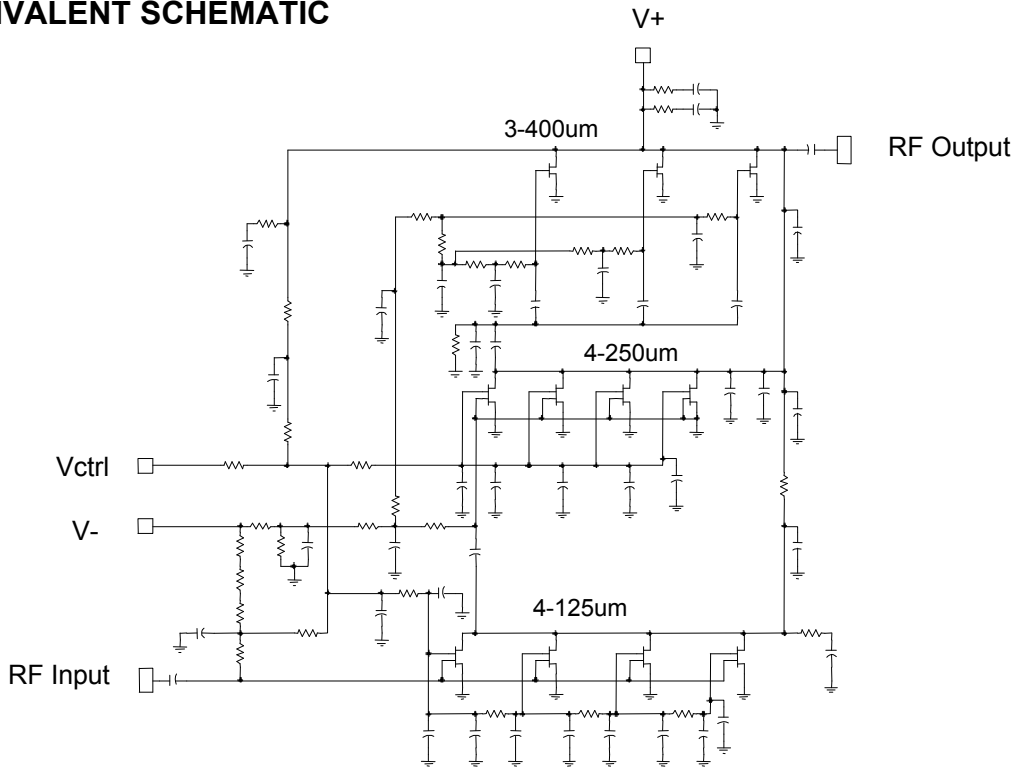 IVALENT SCHEMATIC
V+
3-400um
RF Output
4-250um
Vctrl
V-
4-125um
RF Input